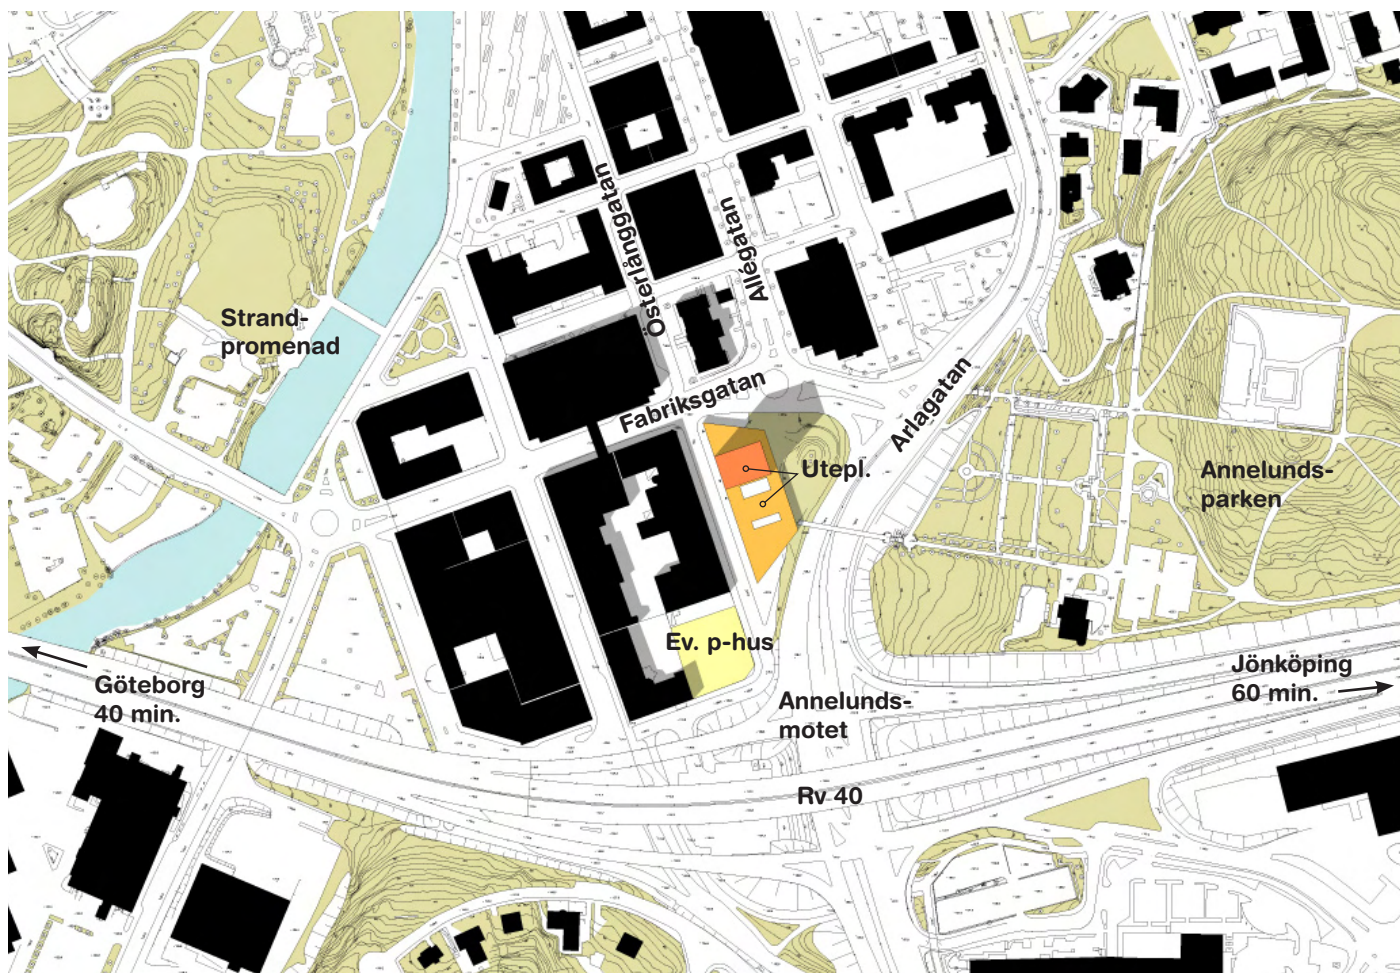 Österlånggatan
Allégatan
Strand-
promenad
Fabriksgatan
Arlagatan
Utepl.
Annelunds-
parken
Ev. p-hus
Göteborg
40 min.
Jönköping
60 min.
Annelunds-
motet
Rv 40